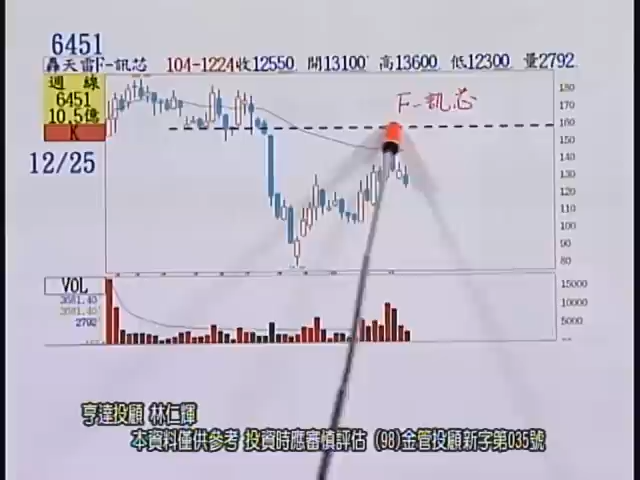 6451
轟天雷F-訊芯 104-1224收12550 開13100 高13600 低12300 量2792
週 線
6451
10.5億
K
12/25
F-訊芯
180
170
160
150
140
130
120
110
100
90
80
VOL
3681.40
3681.40
2792
15000
10000
5000
亨達投顧 林仁輝
本資料僅供參考 投資時應審慎評估 (98)金管投顧新字第035號